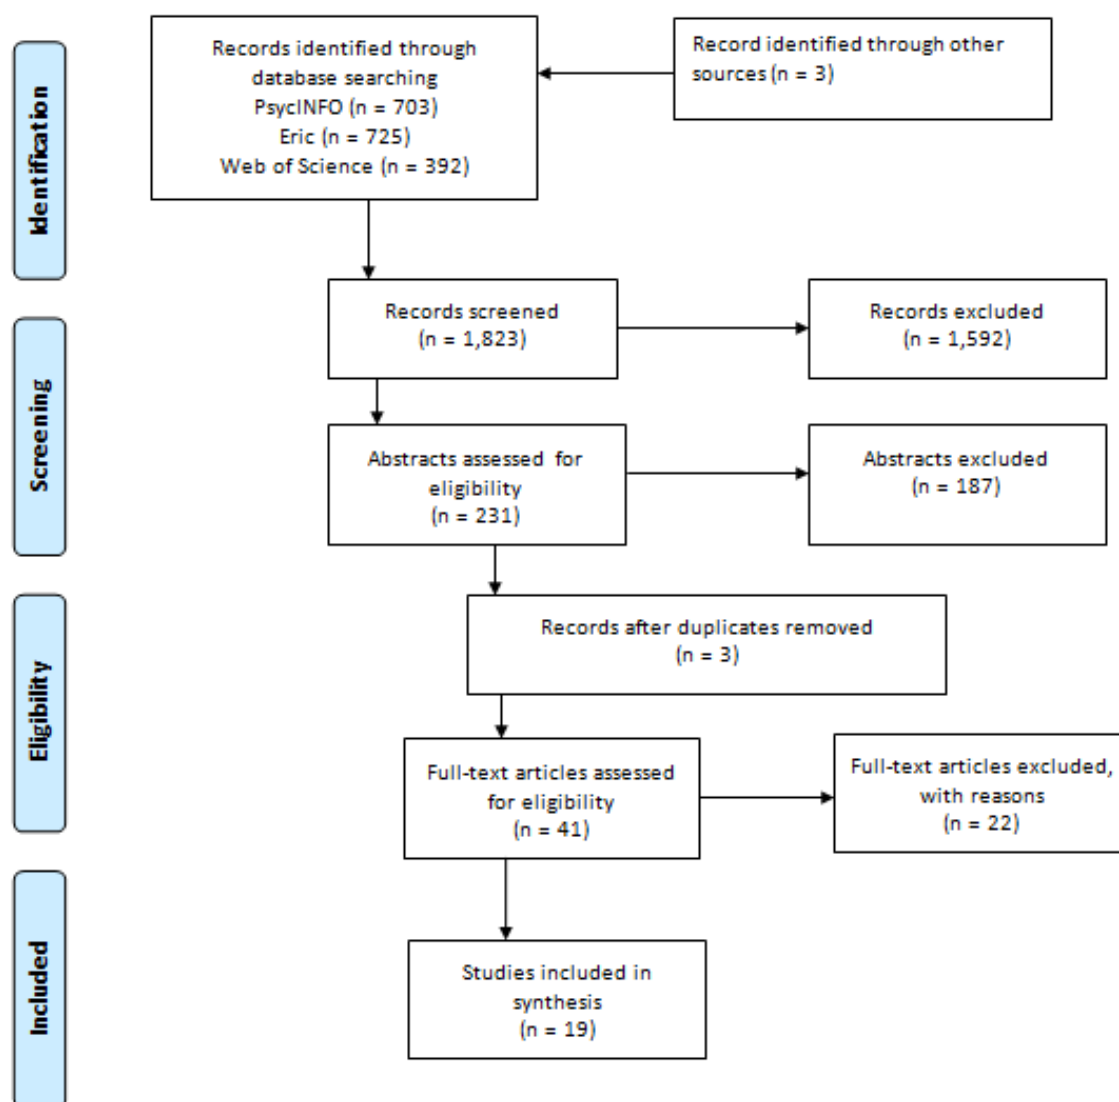 Identification
Records identified through
database searching
PsycINFO (n = 703)
Eric (n = 725)
Web of Science (n = 392)
Record identified through other
sources (n = 3)
Screening
Records screened
(n = 1,823)
Records excluded
(n = 1,592)
Abstracts assessed for
eligibility
(n = 231)
Abstracts excluded
(n = 187)
Eligibility
Records after duplicates removed
(n = 3)
Full-text articles assessed
for eligibility
(n = 41)
Full-text articles excluded,
with reasons
(n = 22)
Included
Studies included in
synthesis
(n = 19)